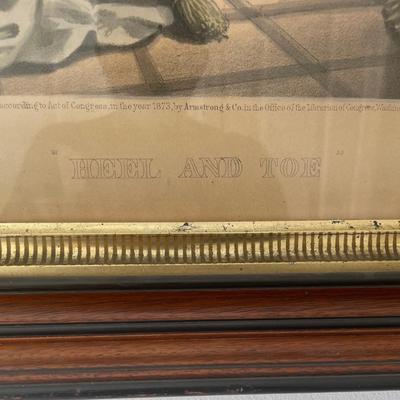 according to Act of Congress, in the year 1873, by Armstrong & Co. in the Office of the Librarian of Congress, Washin
" HEEL AND TOE "